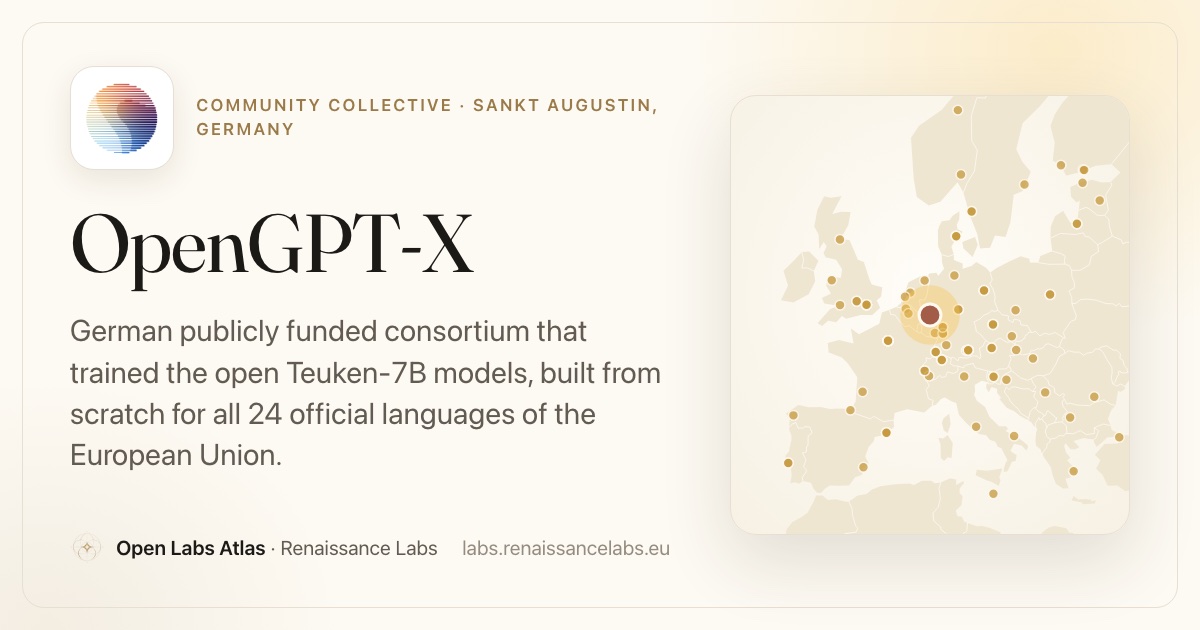 COMMUNITY COLLECTIVE · SANKT AUGUSTIN,
GERMANY
OpenGPT-X
German publicly funded consortium that
trained the open Teuken-7B models, built from
scratch for all 24 official languages of the
European Union.
Open Labs Atlas · Renaissance Labs labs.renaissancelabs.eu